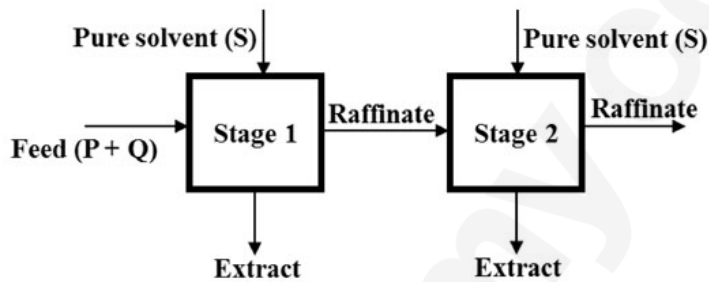 Pure solvent (S)
Pure solvent (S)
Raffinate
Raffinate
Stage 1
Stage 2
Feed (P + Q)
Extract
Extract